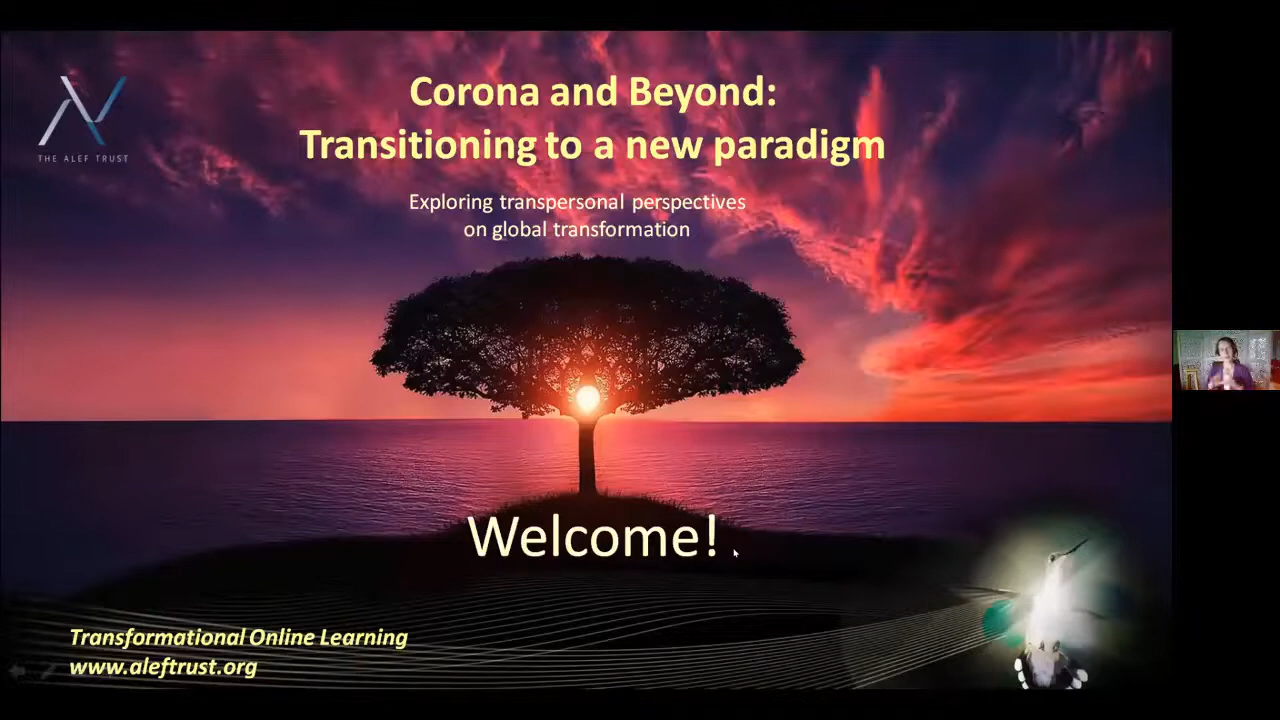 THE ALEF TRUST
Corona and Beyond:
Transitioning to a new paradigm
Exploring transpersonal perspectives
on global transformation
Welcome!
Transformational Online Learning
www.aleftrust.org